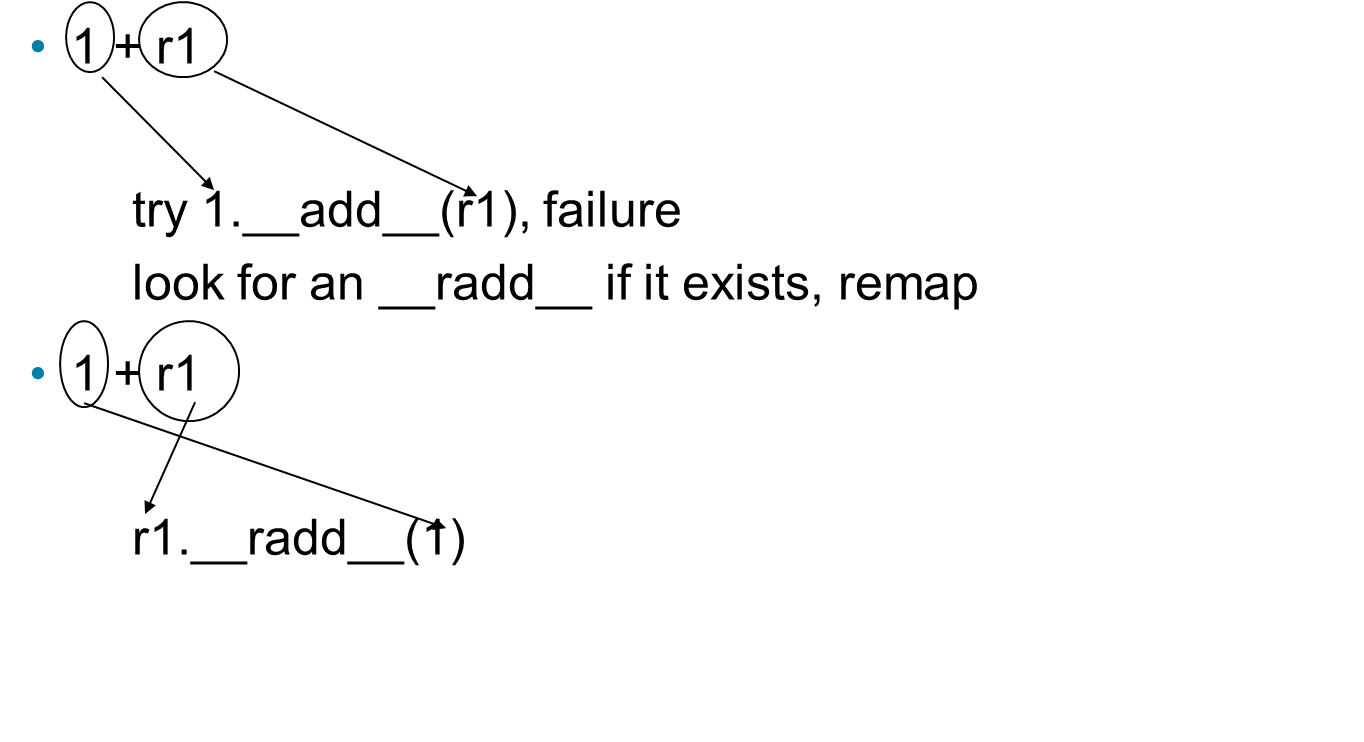 • 1+ r1
try 1.__add__(r1), failure
look for an __radd__ if it exists, remap
• 1 + r1
r1.__radd__(1)